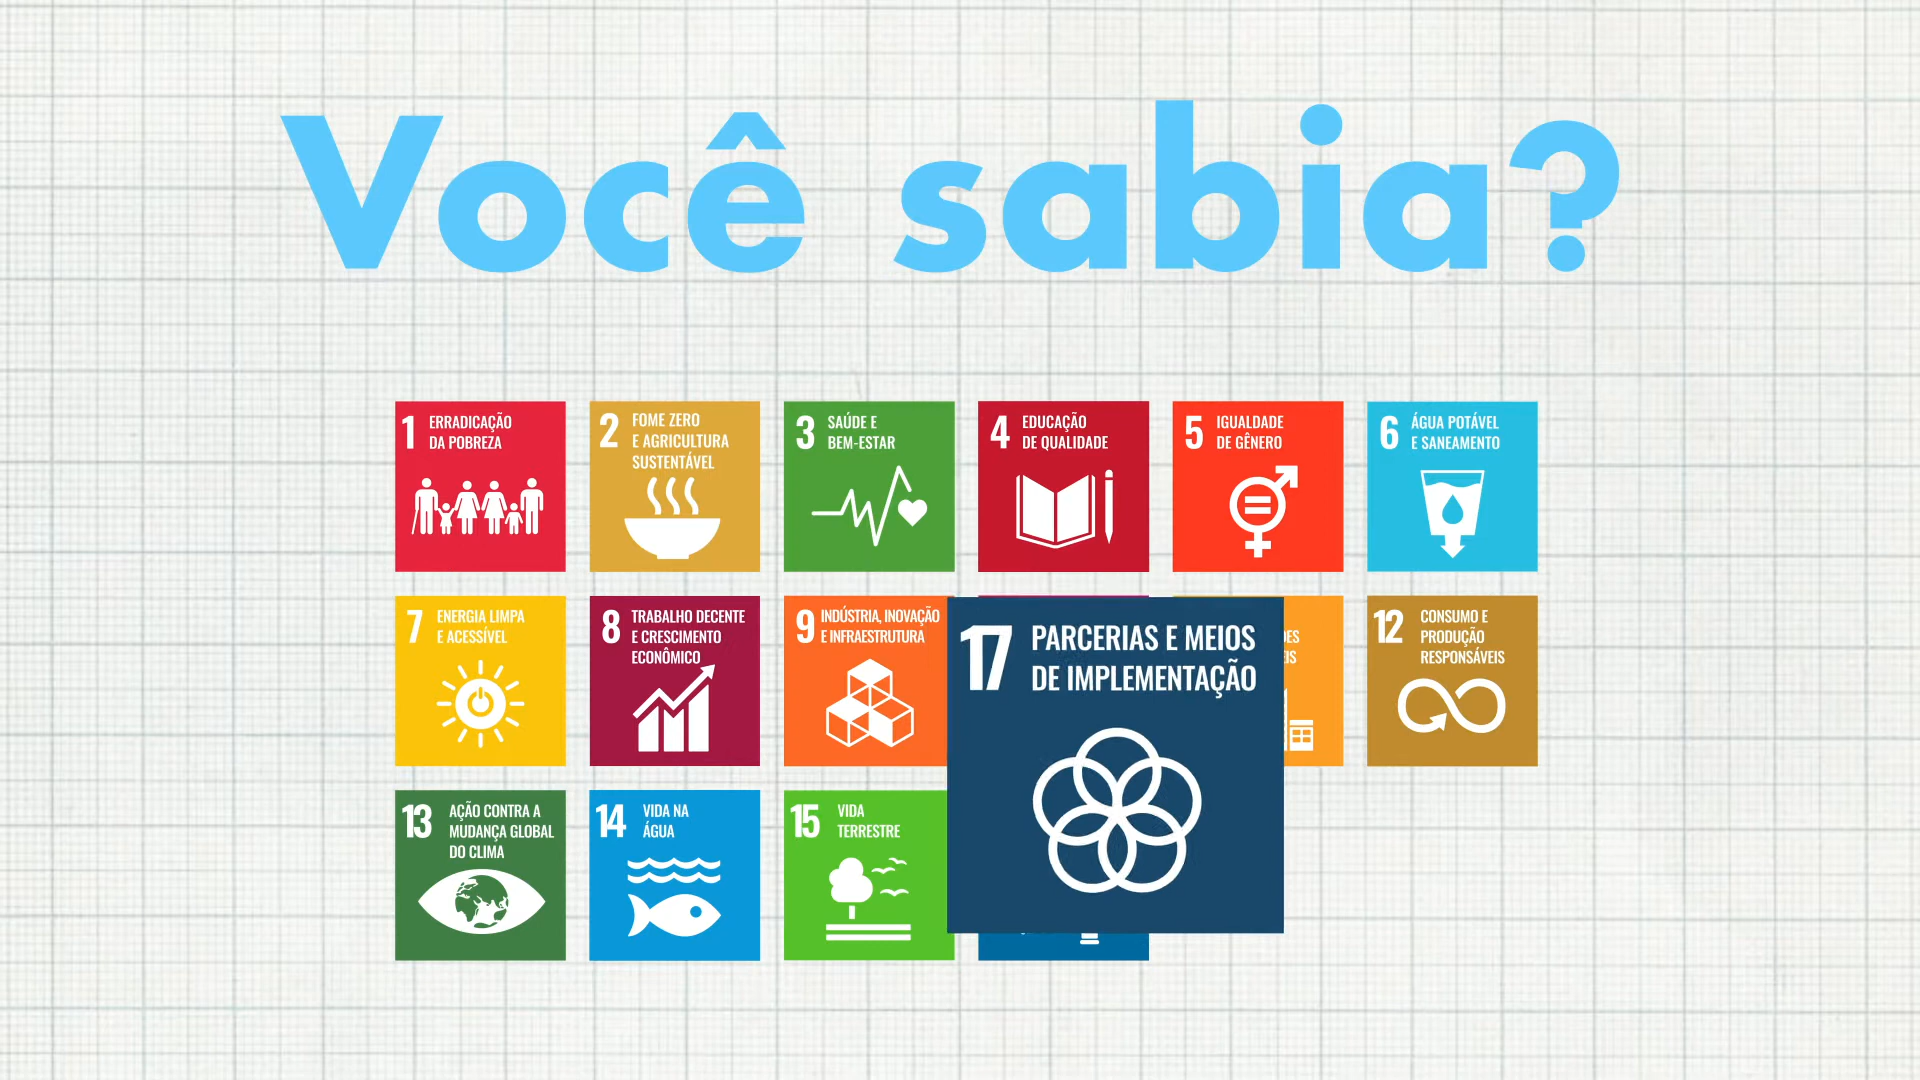 Você sabia?
1 ERRADICAÇÃO
DA POBREZA
2 FOME ZERO
E AGRICULTURA
SUSTENTÁVEL
3 SAÚDE E
BEM-ESTAR
4 EDUCAÇÃO
DE QUALIDADE
5 IGUALDADE
DE GÊNERO
6 ÁGUA POTÁVEL
E SANEAMENTO
7 ENERGIA LIMPA
E ACESSÍVEL
8 TRABALHO DECENTE
E CRESCIMENTO
ECONÔMICO
9 INDÚSTRIA, INOVAÇÃO
E INFRAESTRUTURA
17 PARCERIAS E MEIOS
DE IMPLEMENTAÇÃO
12 CONSUMO E
PRODUÇÃO
RESPONSÁVEIS
13 AÇÃO CONTRA A
MUDANÇA GLOBAL
DO CLIMA
14 VIDA NA
ÁGUA
15 VIDA
TERRESTRE